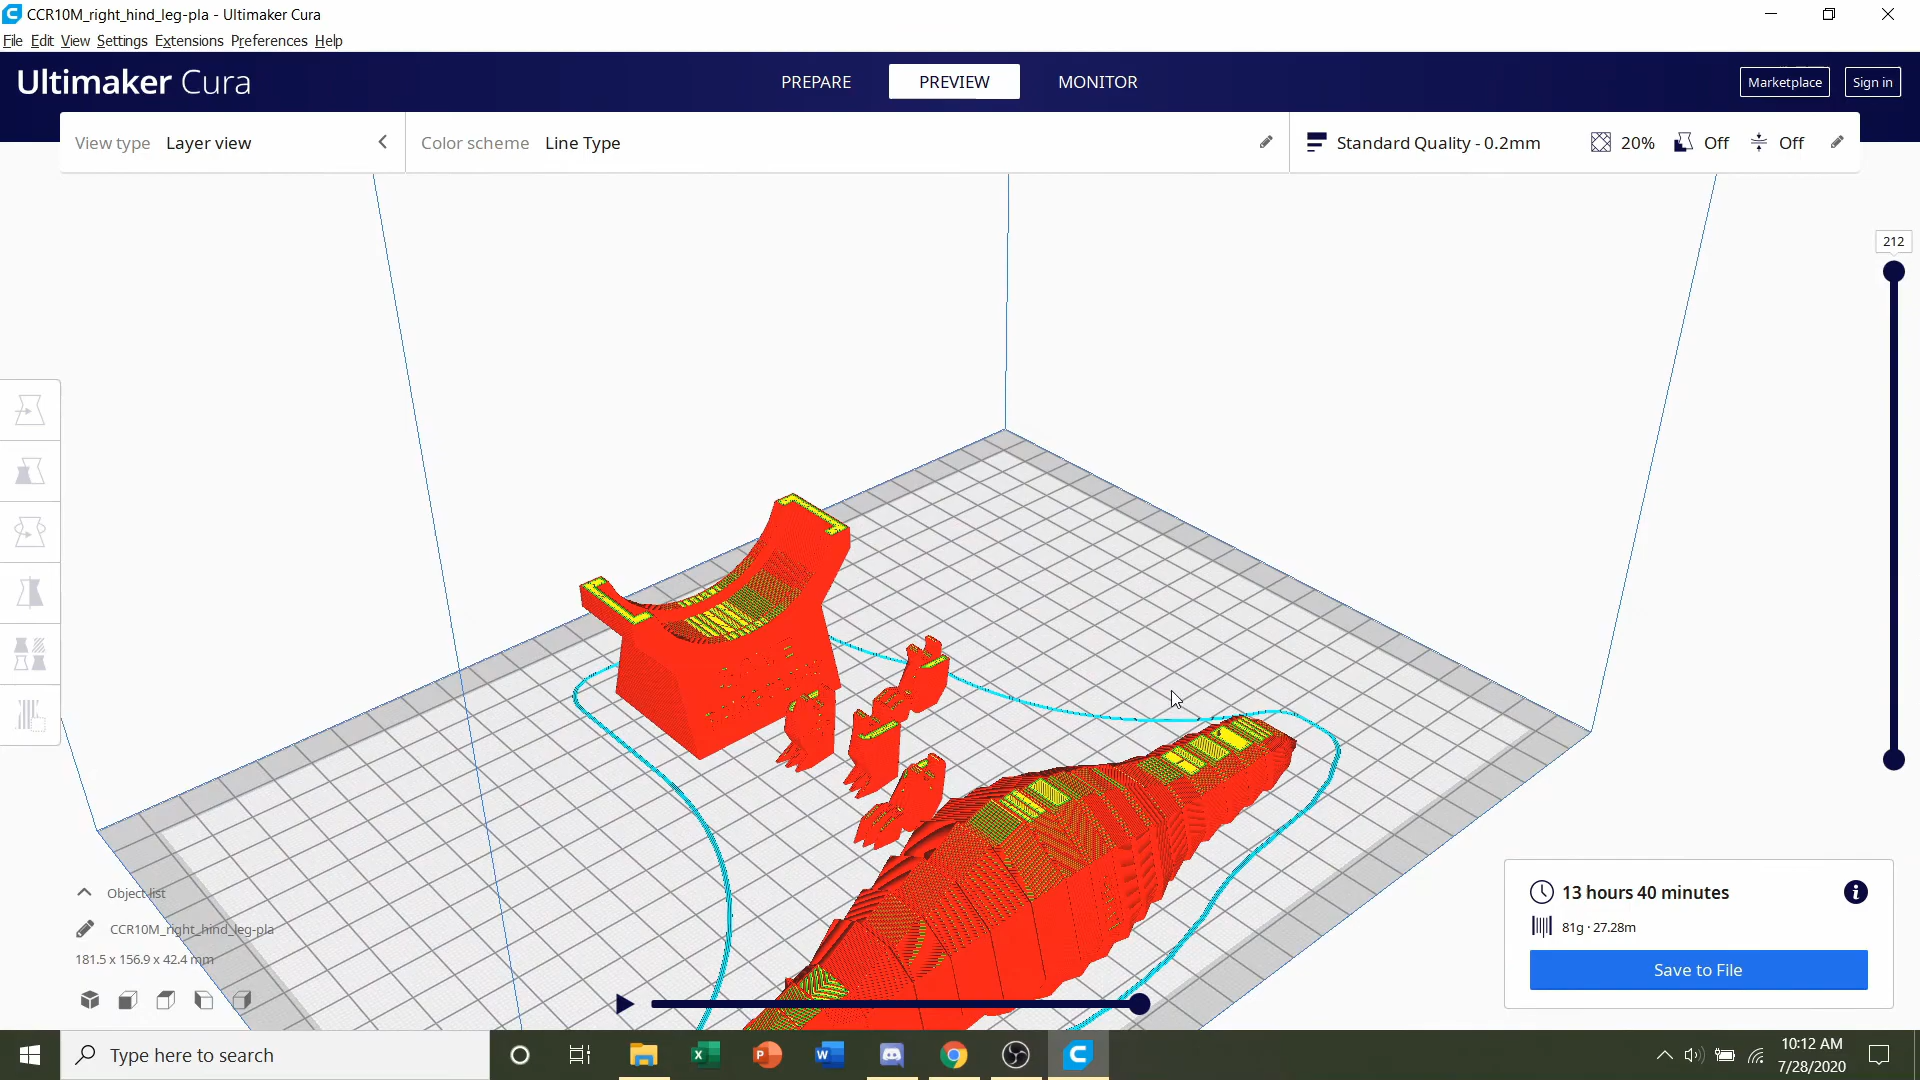 CCR10M_right_hind_leg-pla - Ultimaker Cura
File Edit View Settings Extensions Preferences Help
Ultimaker Cura
PREPARE
PREVIEW
MONITOR
Marketplace
Sign in
View type Layer view
Color scheme Line Type
Standard Quality - 0.2mm
20%
Off
Off
212
Object list
CCR10M_right_hind_leg-pla
181.5 x 156.9 x 42.4 mm
13 hours 40 minutes
81g · 27.28m
Save to File
Type here to search
10:12 AM
7/28/2020